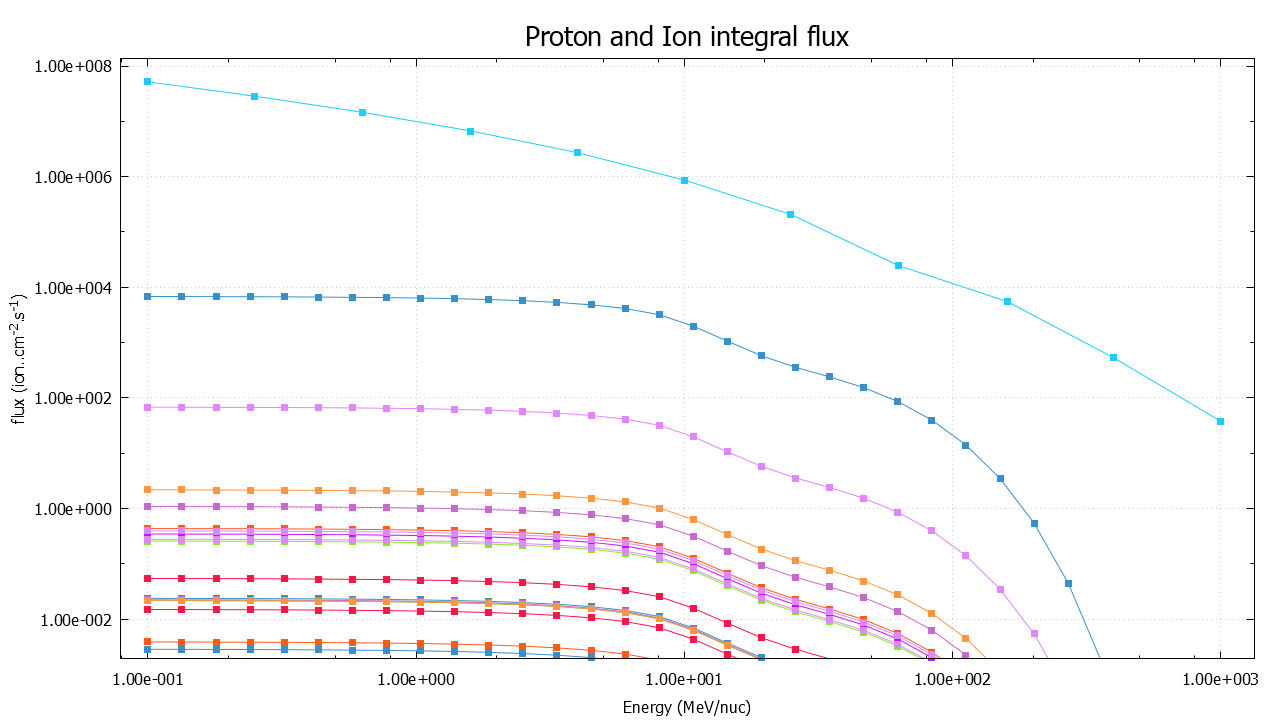 Proton and Ion integral flux
1.00e+008
1.00e+006
1.00e+004
1.00e+002
1.00e+000
1.00e-002
flux (ion..cm⁻².s⁻¹)
1.00e-001 1.00e+000 1.00e+001 1.00e+002 1.00e+003
Energy (MeV/nuc)